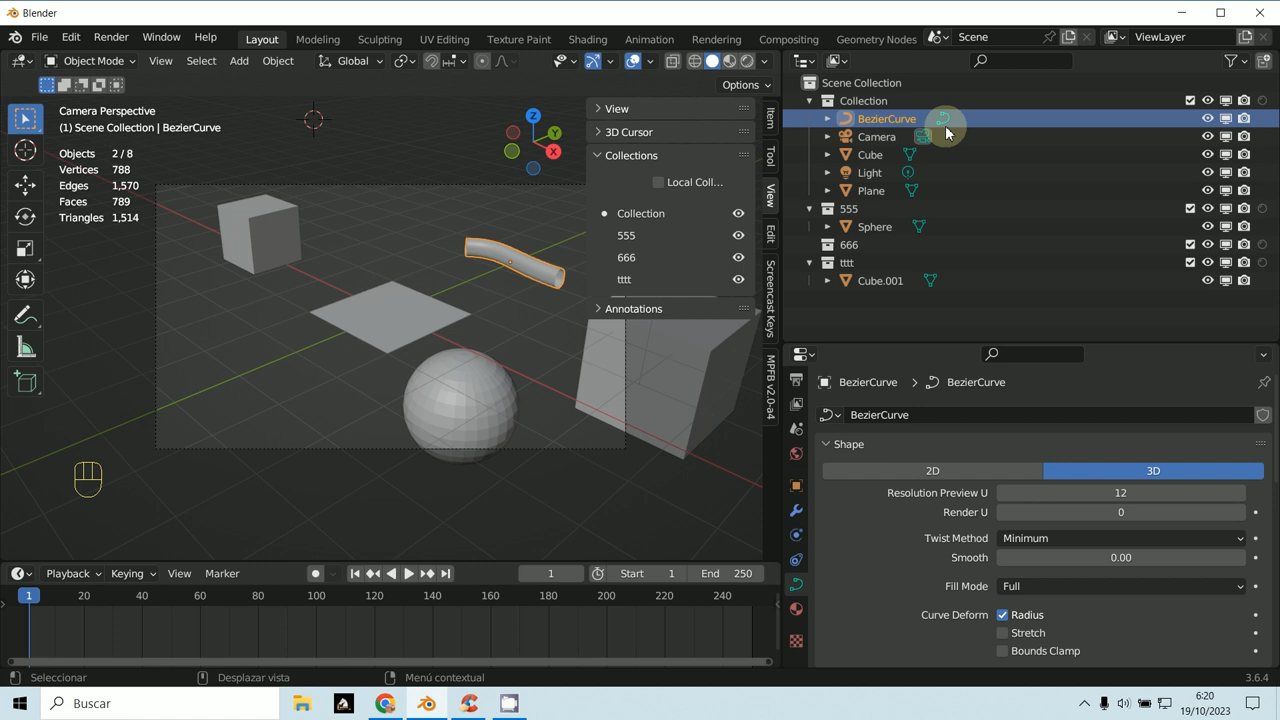 Blender
File Edit Render Window Help
Layout Modeling Sculpting UV Editing Texture Paint Shading Animation Rendering Compositing Geometry Nodes
Scene
ViewLayer
Object Mode View Select Add Object
Global
Options
Camera Perspective
(1) Scene Collection | BezierCurve
Objects 2 / 8
Vertices 788
Edges 1,570
Faces 789
Triangles 1,514
Z
Y
X
View
3D Cursor
Collections
Local Coll...
Collection
555
666
tttt
Annotations
Item
Tool
View
Edit
Screencast Keys
MPFB v2.0-a4
Scene Collection
Collection
BezierCurve
Camera
Cube
Light
Plane
555
Sphere
666
tttt
Cube.001
BezierCurve > BezierCurve
BezierCurve
Shape
2D 3D
Resolution Preview U 12
Render U 0
Twist Method Minimum
Smooth 0.00
Fill Mode Full
Curve Deform Radius
Stretch
Bounds Clamp
Playback Keying View Marker
1
Start 1
End 250
1 20 40 60 80 100 120 140 160 180 200 220 240
Seleccionar
Desplazar vista
Menú contextual
3.6.4
Buscar
6:20
19/10/2023